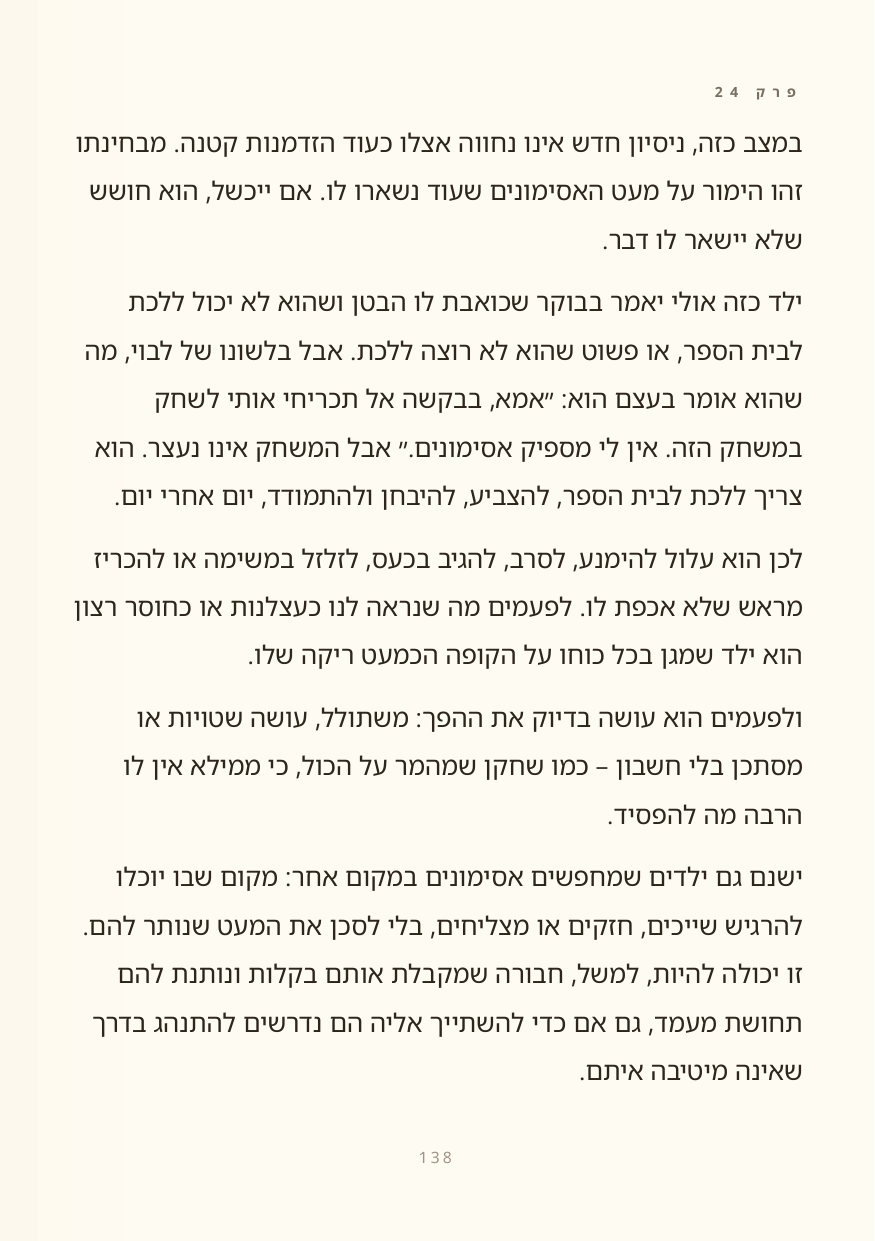 פרק 24
במצב כזה, ניסיון חדש אינו נחווה אצלו כעוד הזדמנות קטנה. מבחינתו
זהו הימור על מעט האסימונים שעוד נשארו לו. אם ייכשל, הוא חושש
שלא יישאר לו דבר.
ילד כזה אולי יאמר בבוקר שכואבת לו הבטן ושהוא לא יכול ללכת
לבית הספר, או פשוט שהוא לא רוצה ללכת. אבל בלשונו של לבוי, מה
שהוא אומר בעצם הוא: ״אמא, בבקשה אל תכריחי אותי לשחק
במשחק הזה. אין לי מספיק אסימונים.״ אבל המשחק אינו נעצר. הוא
צריך ללכת לבית הספר, להצביע, להיבחן ולהתמודד, יום אחרי יום.
לכן הוא עלול להימנע, לסרב, להגיב בכעס, לזלזל במשימה או להכריז
מראש שלא אכפת לו. לפעמים מה שנראה לנו כעצלנות או כחוסר רצון
הוא ילד שמגן בכל כוחו על הקופה הכמעט ריקה שלו.
ולפעמים הוא עושה בדיוק את ההפך: משתולל, עושה שטויות או
מסתכן בלי חשבון – כמו שחקן שמהמר על הכול, כי ממילא אין לו
הרבה מה להפסיד.
ישנם גם ילדים שמחפשים אסימונים במקום אחר: מקום שבו יוכלו
להרגיש שייכים, חזקים או מצליחים, בלי לסכן את המעט שנותר להם.
זו יכולה להיות, למשל, חבורה שמקבלת אותם בקלות ונותנת להם
תחושת מעמד, גם אם כדי להשתייך אליה הם נדרשים להתנהג בדרך
שאינה מיטיבה איתם.
138